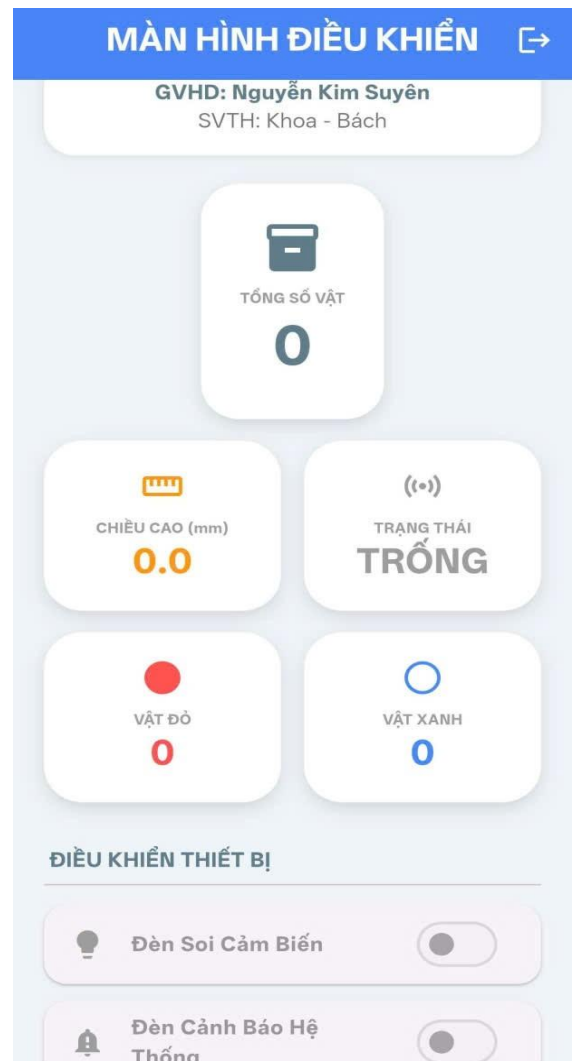 MÀN HÌNH ĐIỀU KHIỂN
GVHD: Nguyễn Kim Suyên
SVTH: Khoa - Bách
TỔNG SỐ VẬT
0
CHIỀU CAO (mm)
0.0
TRẠNG THÁI
TRỐNG
VẬT ĐỎ
0
VẬT XANH
0
ĐIỀU KHIỂN THIẾT BỊ
Đèn Soi Cảm Biến
Đèn Cảnh Báo Hệ
Thống